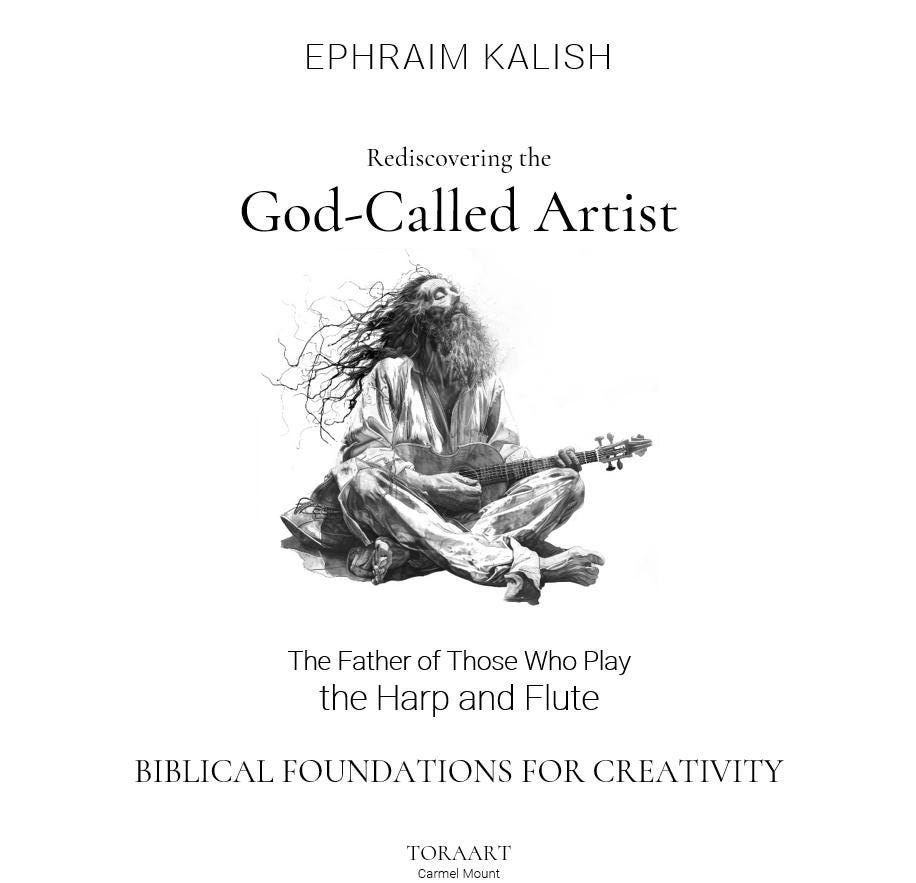 EPHRAIM KALISH
Rediscovering the
God-Called Artist
The Father of Those Who Play
the Harp and Flute
BIBLICAL FOUNDATIONS FOR CREATIVITY
TORAART
Carmel Mount